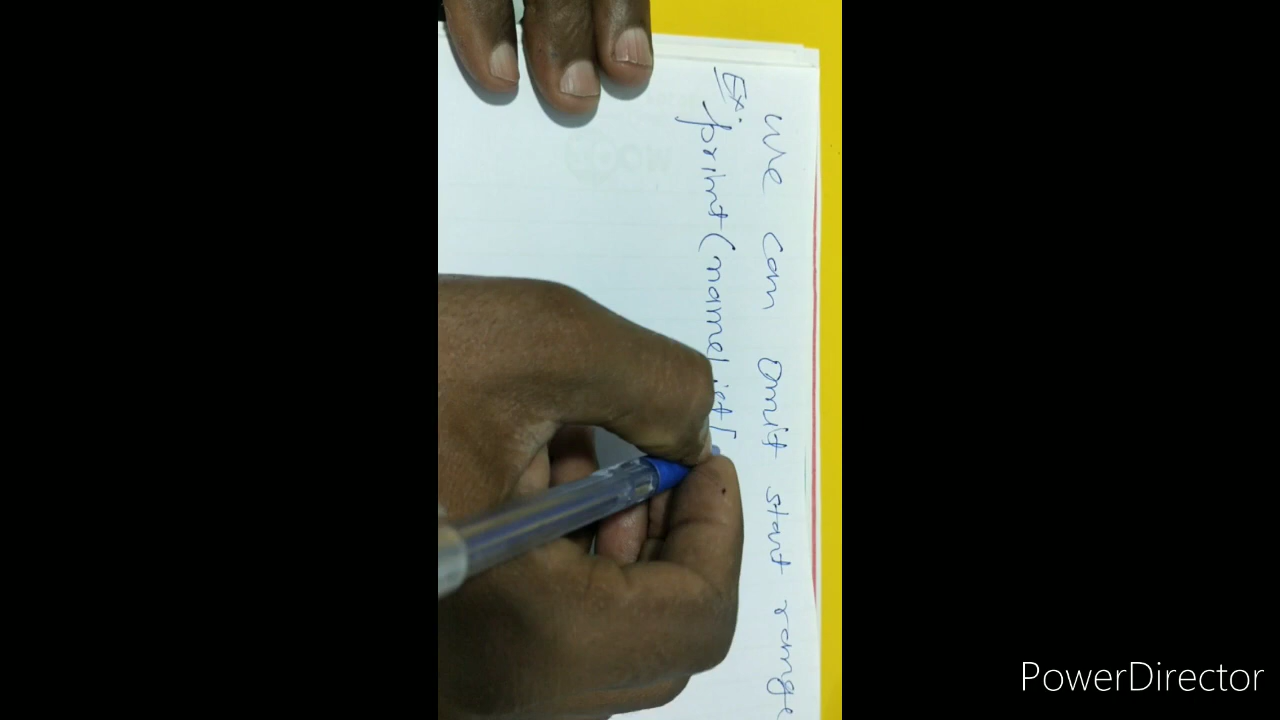 We can omit start range
Ex:
print(namelist[
PowerDirector